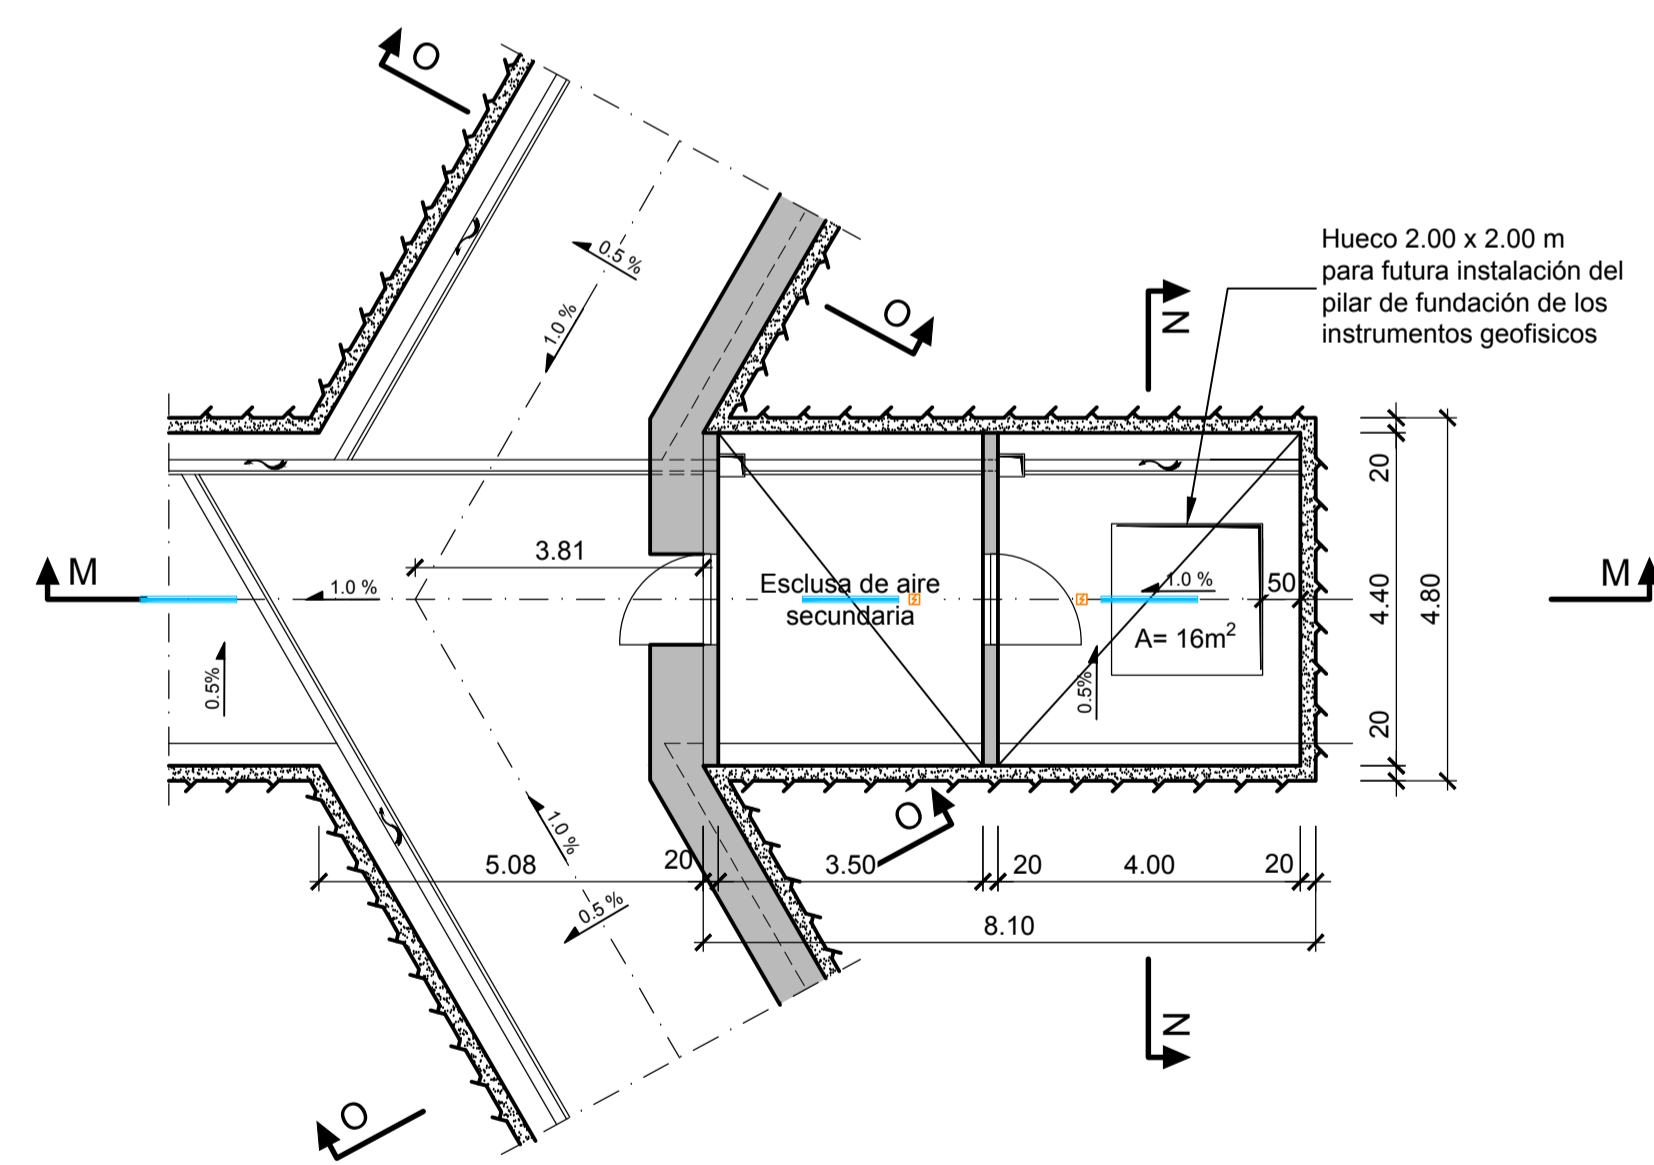 O
0.5 %
1.0 %
O
N
Hueco 2.00 x 2.00 m
para futura instalación del
pilar de fundación de los
instrumentos geofisicos
20
3.81
M
1.0 %
Esclusa de aire
secundaria
1.0 %
50
A= 16m²
4.40
4.80
M
0.5%
0.5%
20
1.0 %
O
5.08
20
3.50
20
4.00
20
0.5 %
8.10
N
O